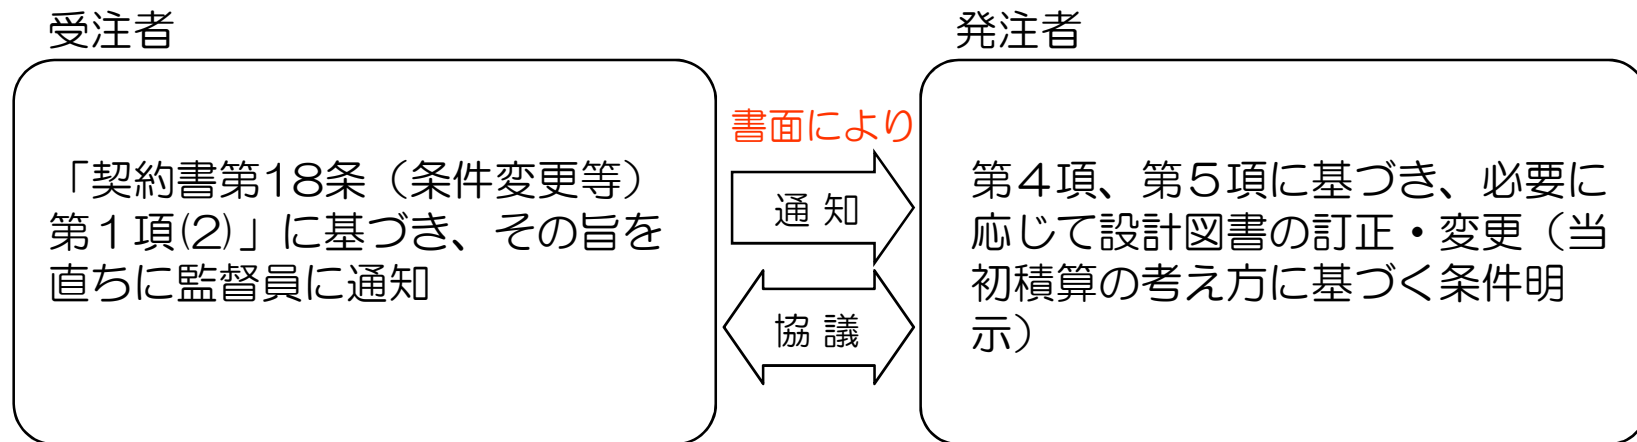 受注者
「契約書第18条（条件変更等）
第１項(2)」に基づき、その旨を
直ちに監督員に通知
書面により
通 知
協 議
発注者
第４項、第５項に基づき、必要に
応じて設計図書の訂正・変更（当
初積算の考え方に基づく条件明
示）